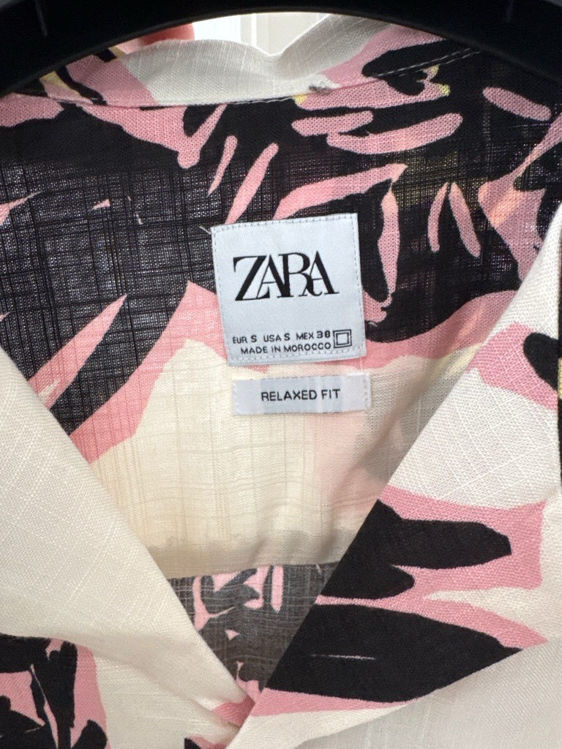 ZARA
EUR S USA S MEX 38
MADE IN MOROCCO
RELAXED FIT